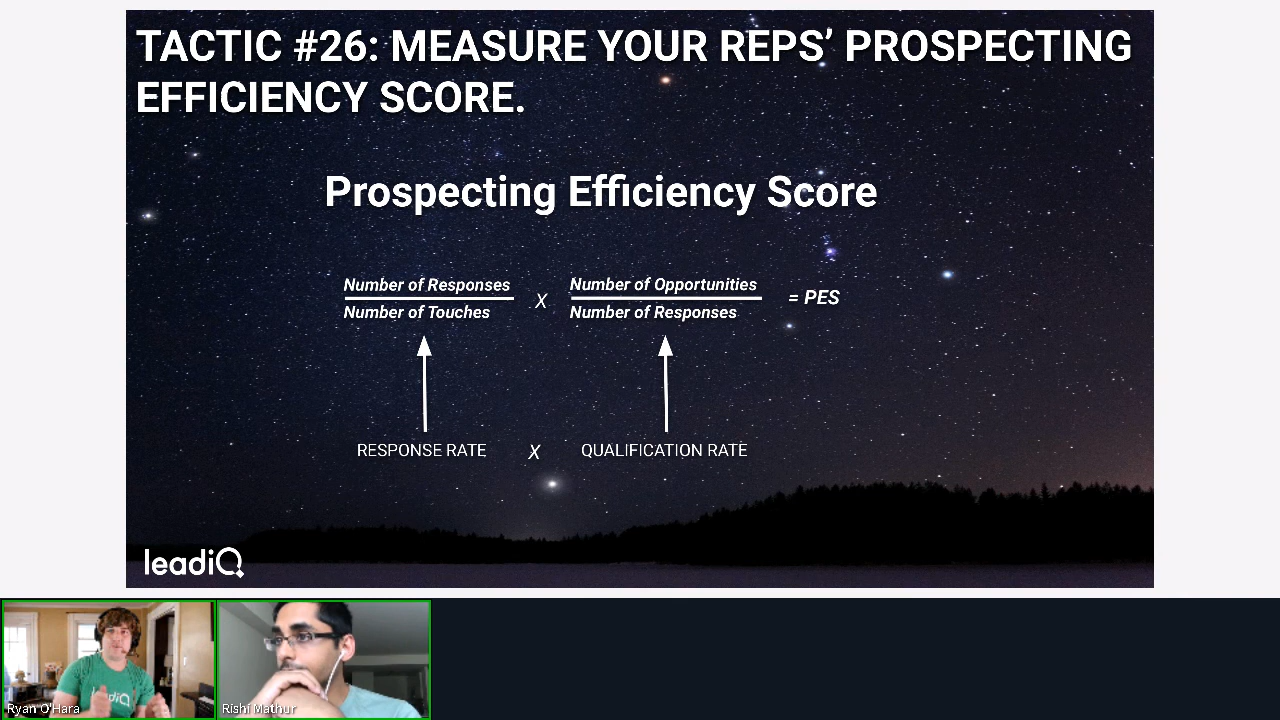 TACTIC #26: MEASURE YOUR REPS’ PROSPECTING
EFFICIENCY SCORE.
Prospecting Efficiency Score
Number of Responses
Number of Touches
X
Number of Opportunities
Number of Responses
= PES
RESPONSE RATE
X
QUALIFICATION RATE
leadiQ
leadiQ
Ryan O'Hara
Rishi Mathur